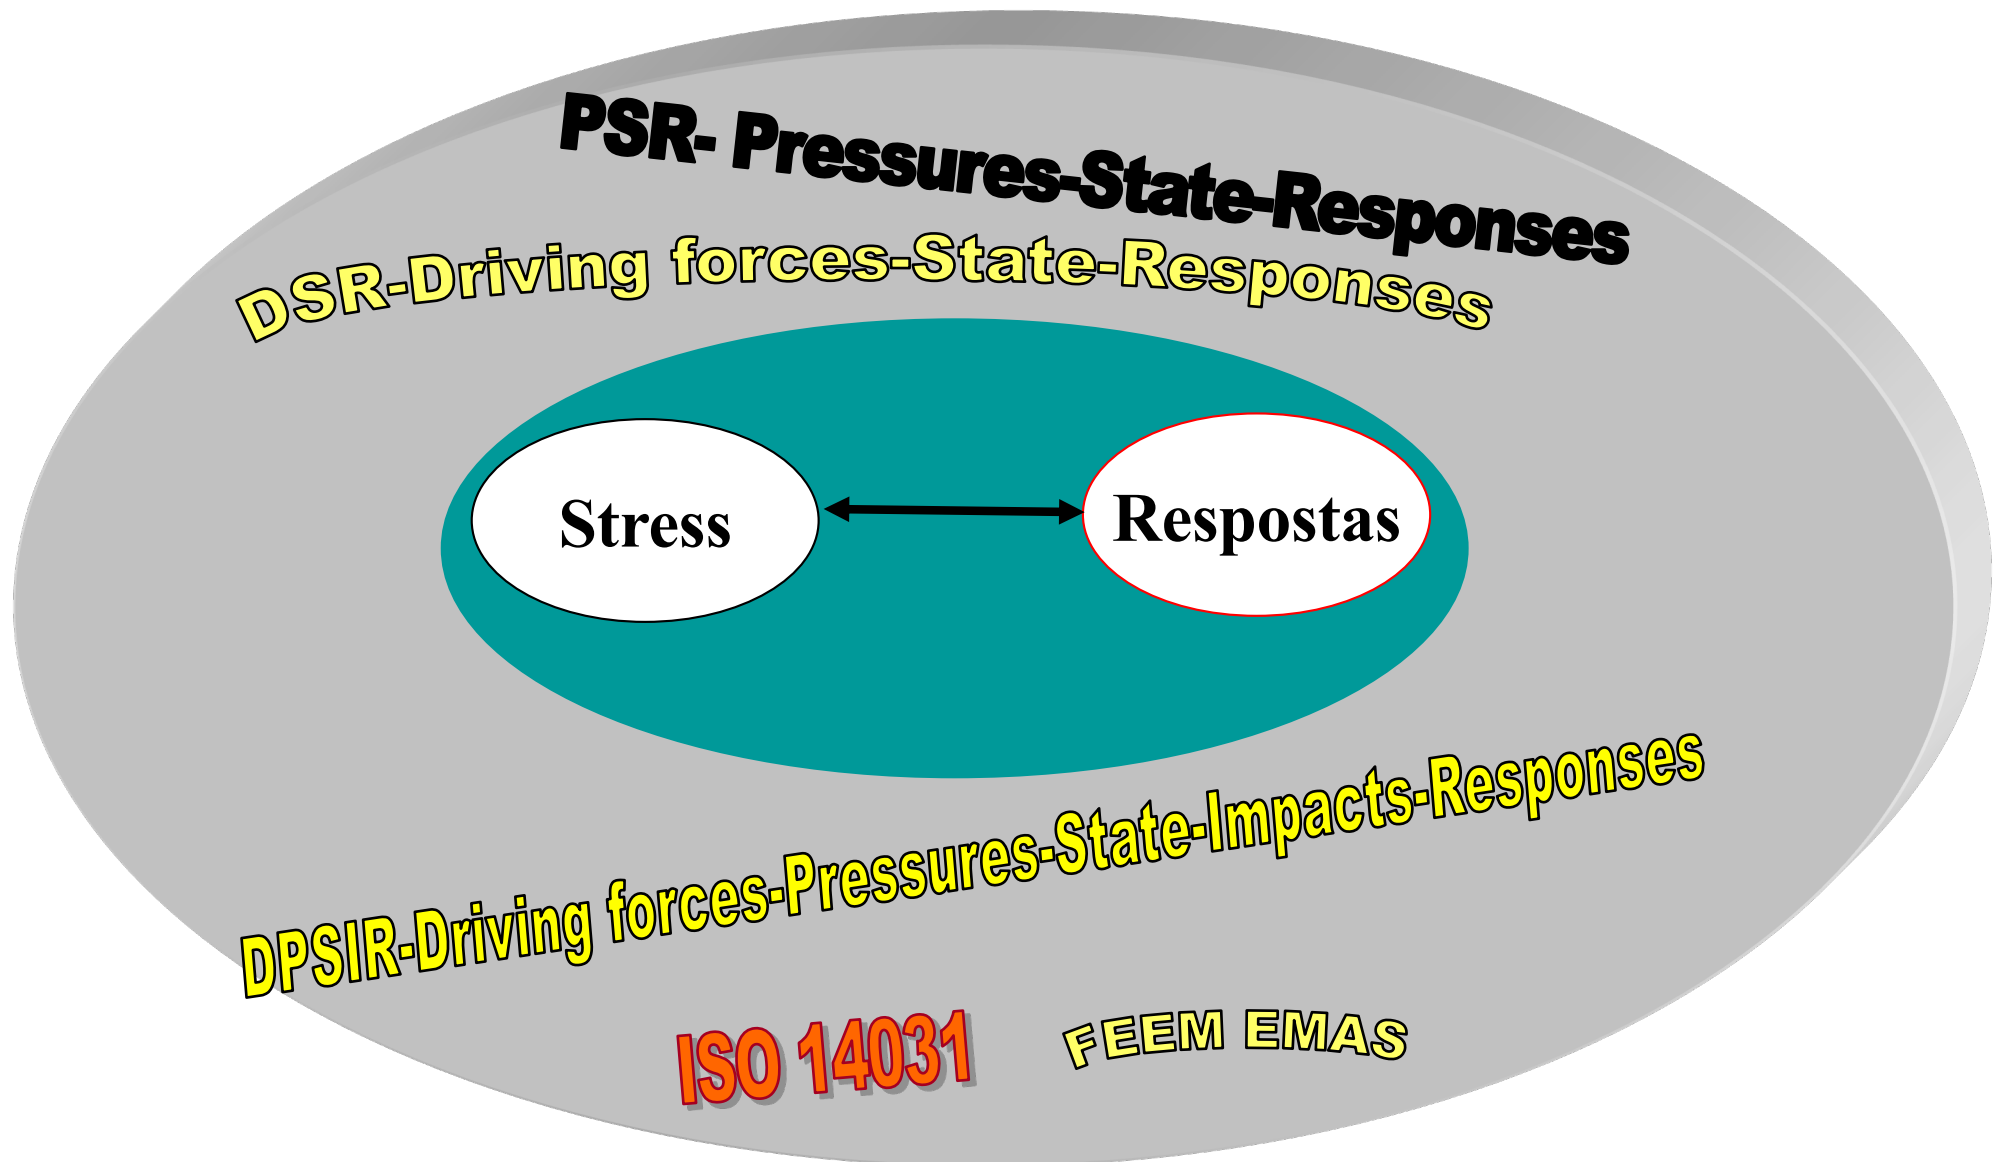 PSR- Pressures-State-Responses
DSR-Driving forces-State-Responses
Stress
Respostas
DPSIR-Driving forces-Pressures-State-Impacts-Responses
ISO 14031
FEEM EMAS